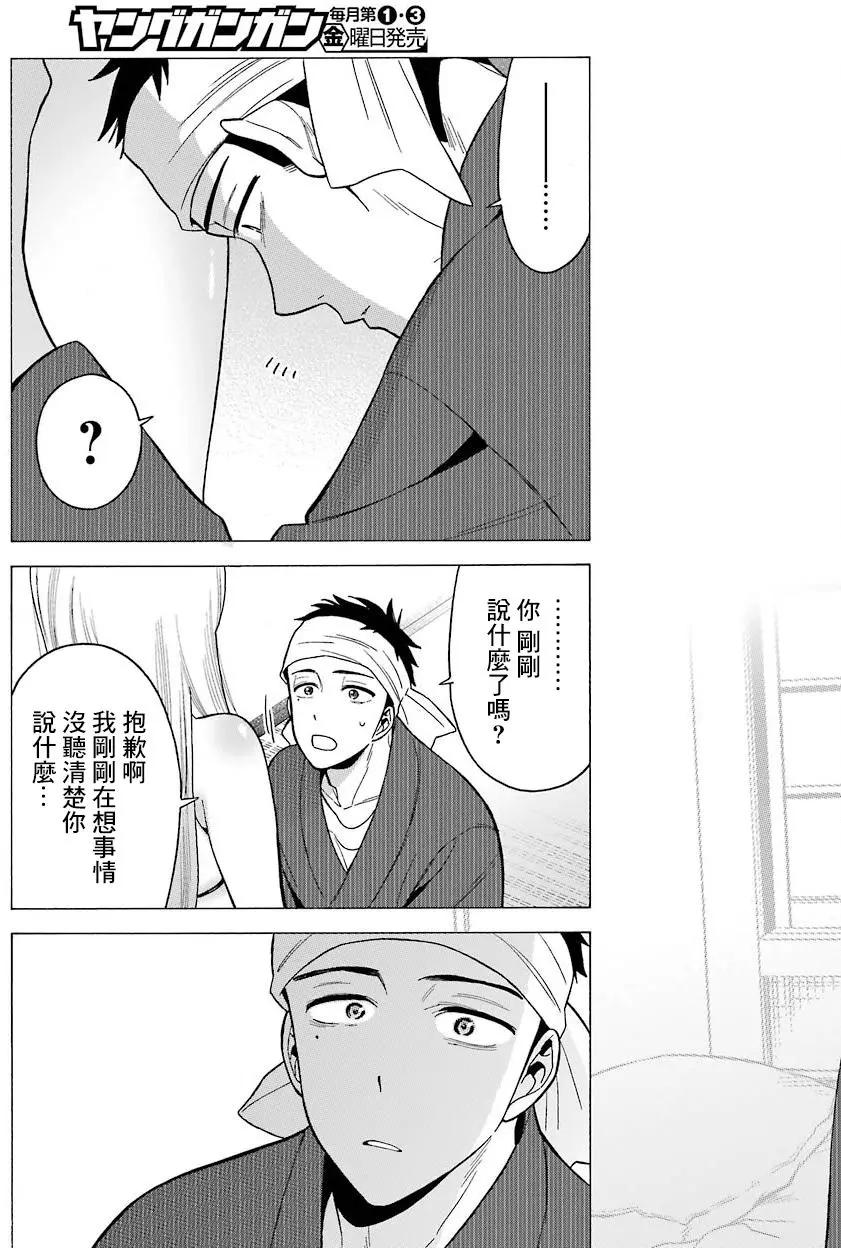 ヤングガンガン
毎月第❶・❸
金曜日発売
──……
?
………
你剛剛
說什麼了嗎?
抱歉啊
我剛剛在想事情
沒聽清楚你
說什麼…